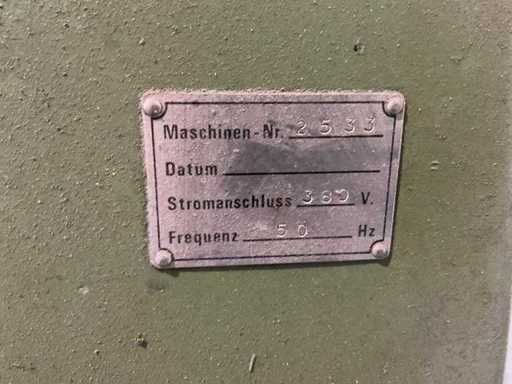 Maschinen-Nr. 2533
Datum
Stromanschluss 380 V.
Frequenz 50 Hz